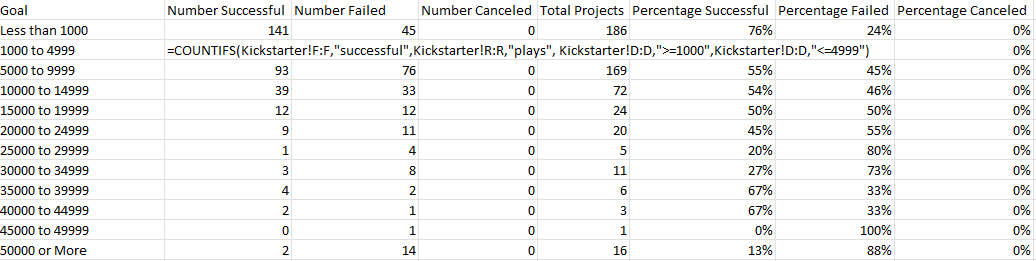 Goal Number Successful Number Failed Number Canceled Total Projects Percentage Successful Percentage Failed Percentage Canceled
Less than 1000 141 45 0 186 76% 24% 0%
1000 to 4999 =COUNTIFS(Kickstarter!F:F,"successful",Kickstarter!R:R,"plays", Kickstarter!D:D,">=1000",Kickstarter!D:D,"<=4999") 0%
5000 to 9999 93 76 0 169 55% 45% 0%
10000 to 14999 39 33 0 72 54% 46% 0%
15000 to 19999 12 12 0 24 50% 50% 0%
20000 to 24999 9 11 0 20 45% 55% 0%
25000 to 29999 1 4 0 5 20% 80% 0%
30000 to 34999 3 8 0 11 27% 73% 0%
35000 to 39999 4 2 0 6 67% 33% 0%
40000 to 44999 2 1 0 3 67% 33% 0%
45000 to 49999 0 1 0 1 0% 100% 0%
50000 or More 2 14 0 16 13% 88% 0%